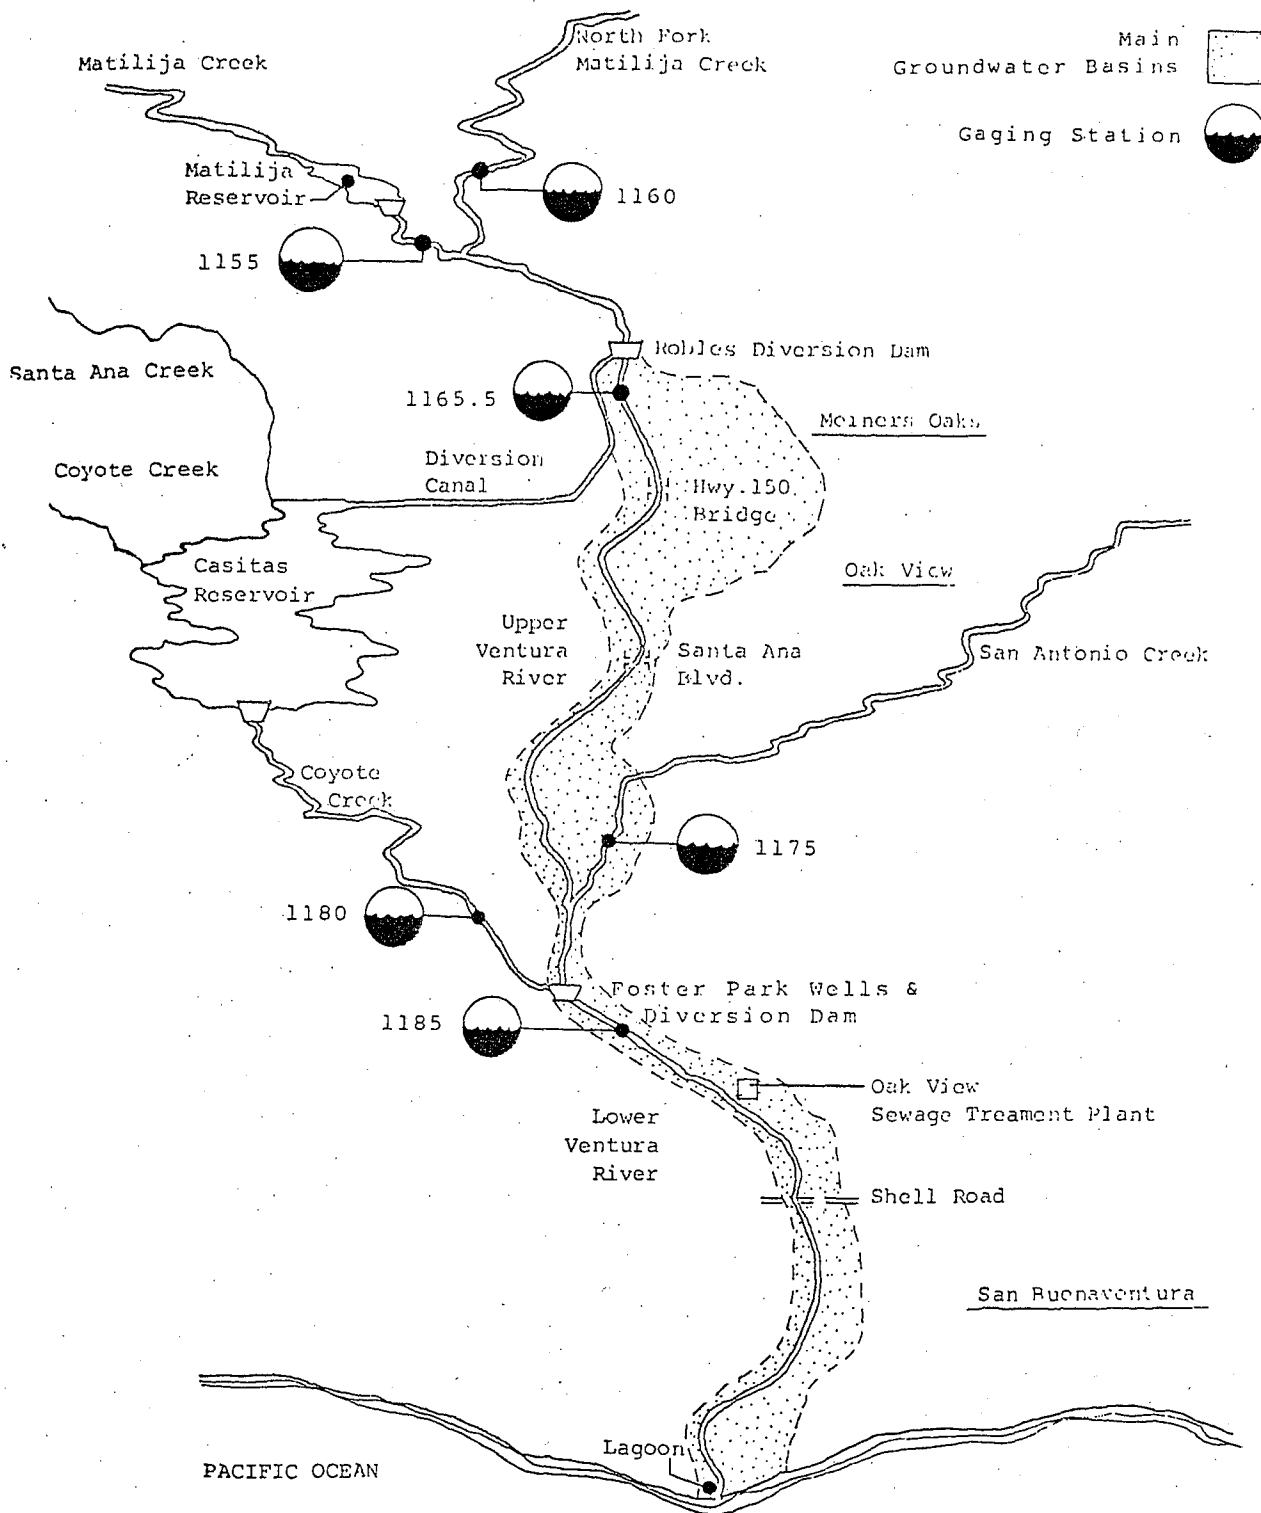 North Fork
Matilija Creek
Matilija Creek
Main
Groundwater Basins
Gaging Station
Matilija
Reservoir
1160
1155
Robles Diversion Dam
Santa Ana Creek
1165.5
Meiners Oaks
Coyote Creek
Diversion
Canal
Hwy.150
Bridge
Casitas
Reservoir
Oak View
Upper
Ventura
River
Santa Ana
Blvd.
San Antonio Creek
Coyote
Creek
1175
1180
Foster Park Wells &
Diversion Dam
1185
Oak View
Sewage Treament Plant
Lower
Ventura
River
Shell Road
San Buenaventura
Lagoon
PACIFIC OCEAN